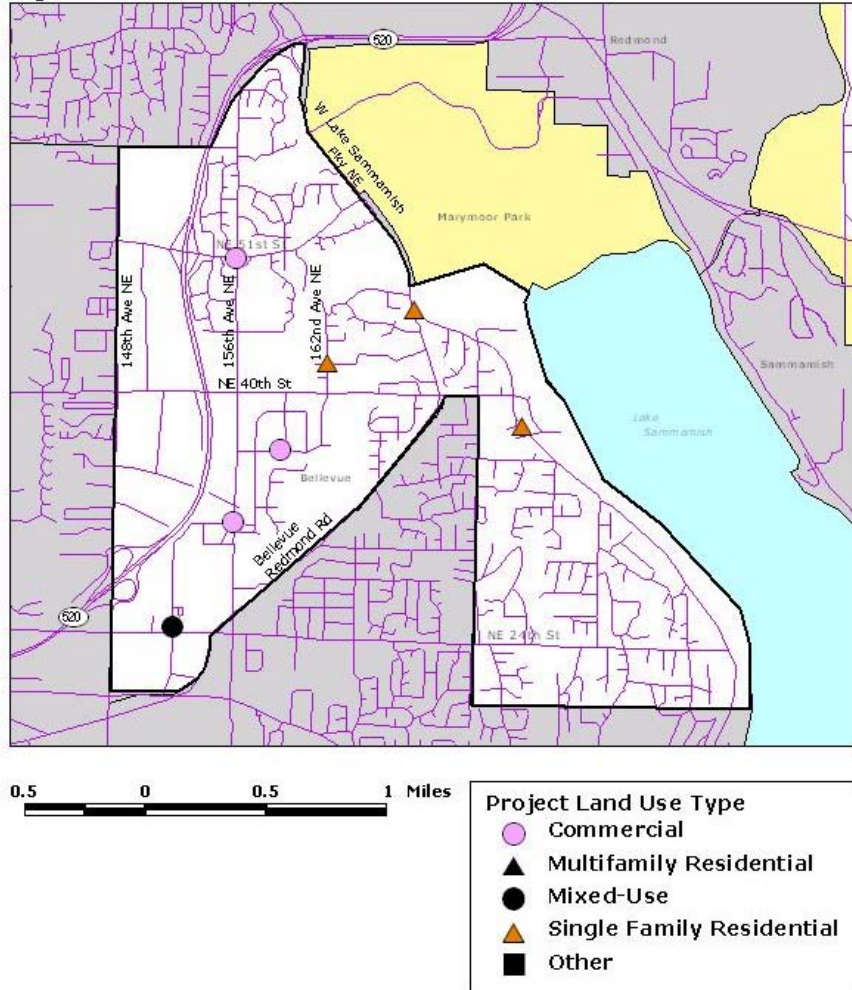 520
Redmond
W Lake Sammamish
Pky NE
Marymoor Park
NE 51st St
148th Ave NE
156th Ave NE
162nd Ave NE
NE 40th St
Sammamish
Lake
Sammamish
Bellevue
Bellevue
Redmond Rd
520
NE 24th St
0.5 0 0.5 1 Miles
Project Land Use Type
Commercial
Multifamily Residential
Mixed-Use
Single Family Residential
Other